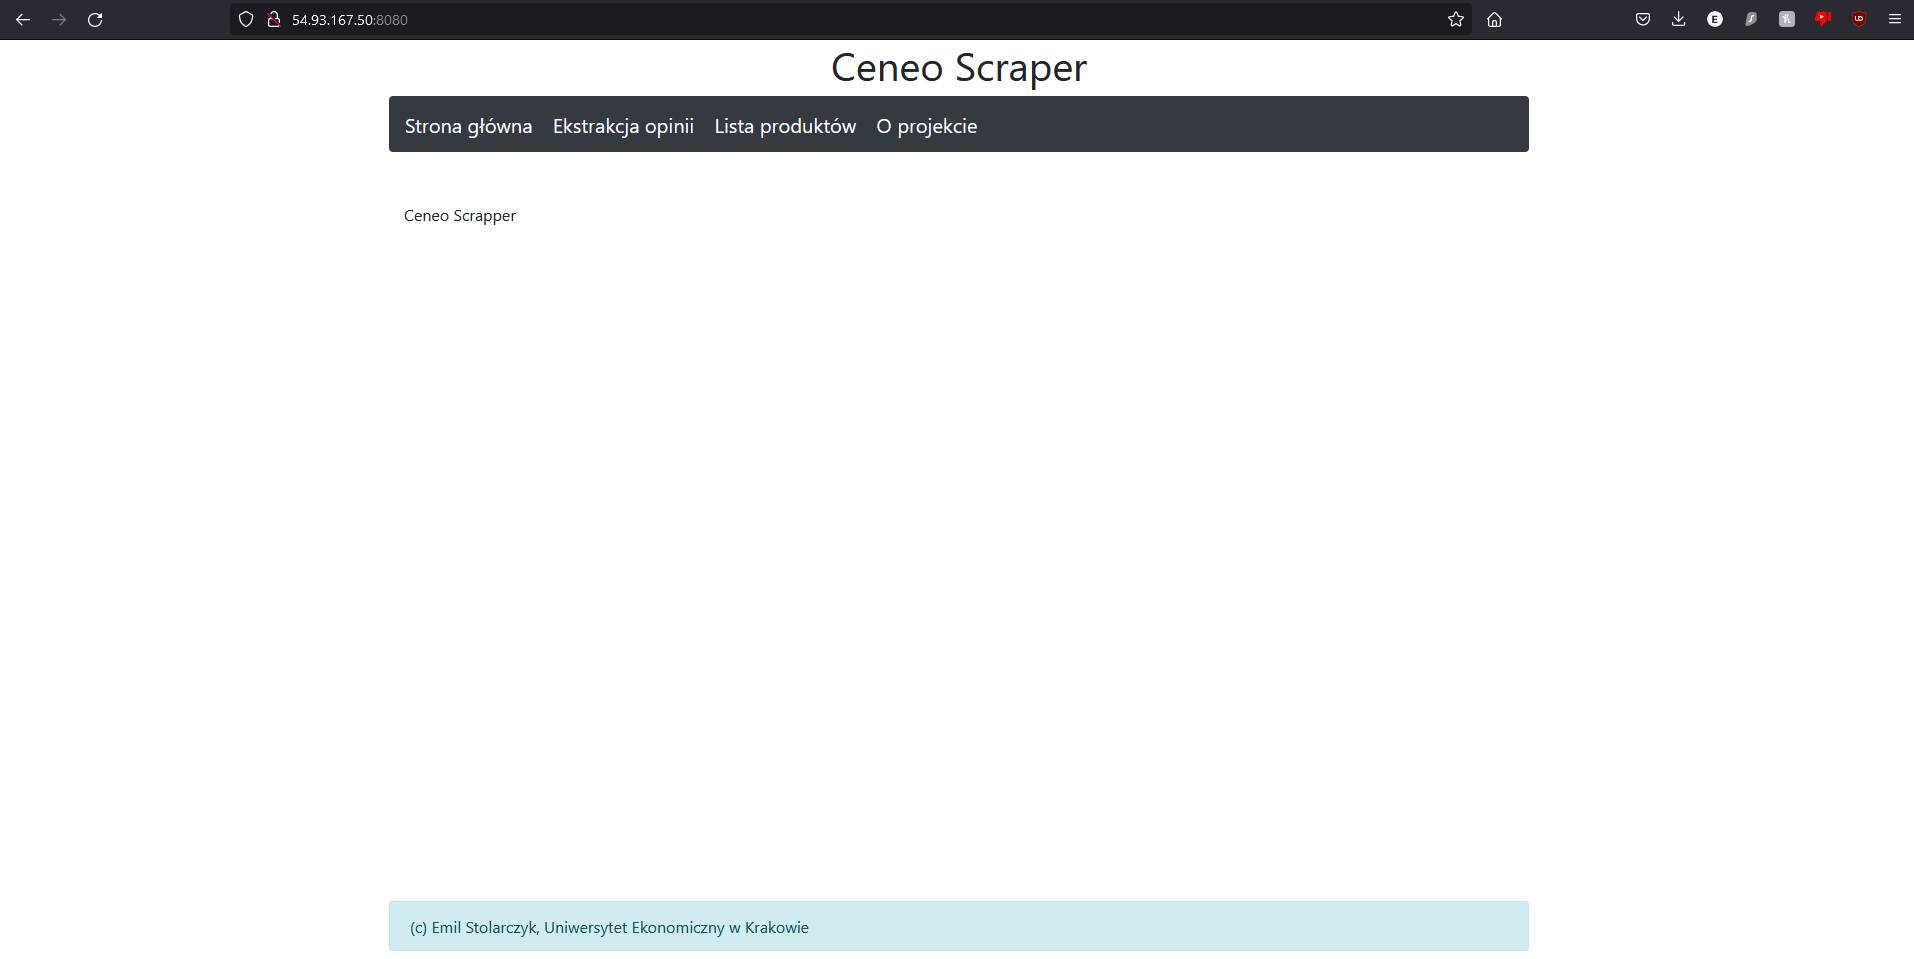 54.93.167.50:8080
Ceneo Scraper
Strona główna Ekstrakcja opinii Lista produktów O projekcie
Ceneo Scrapper
(c) Emil Stolarczyk, Uniwersytet Ekonomiczny w Krakowie